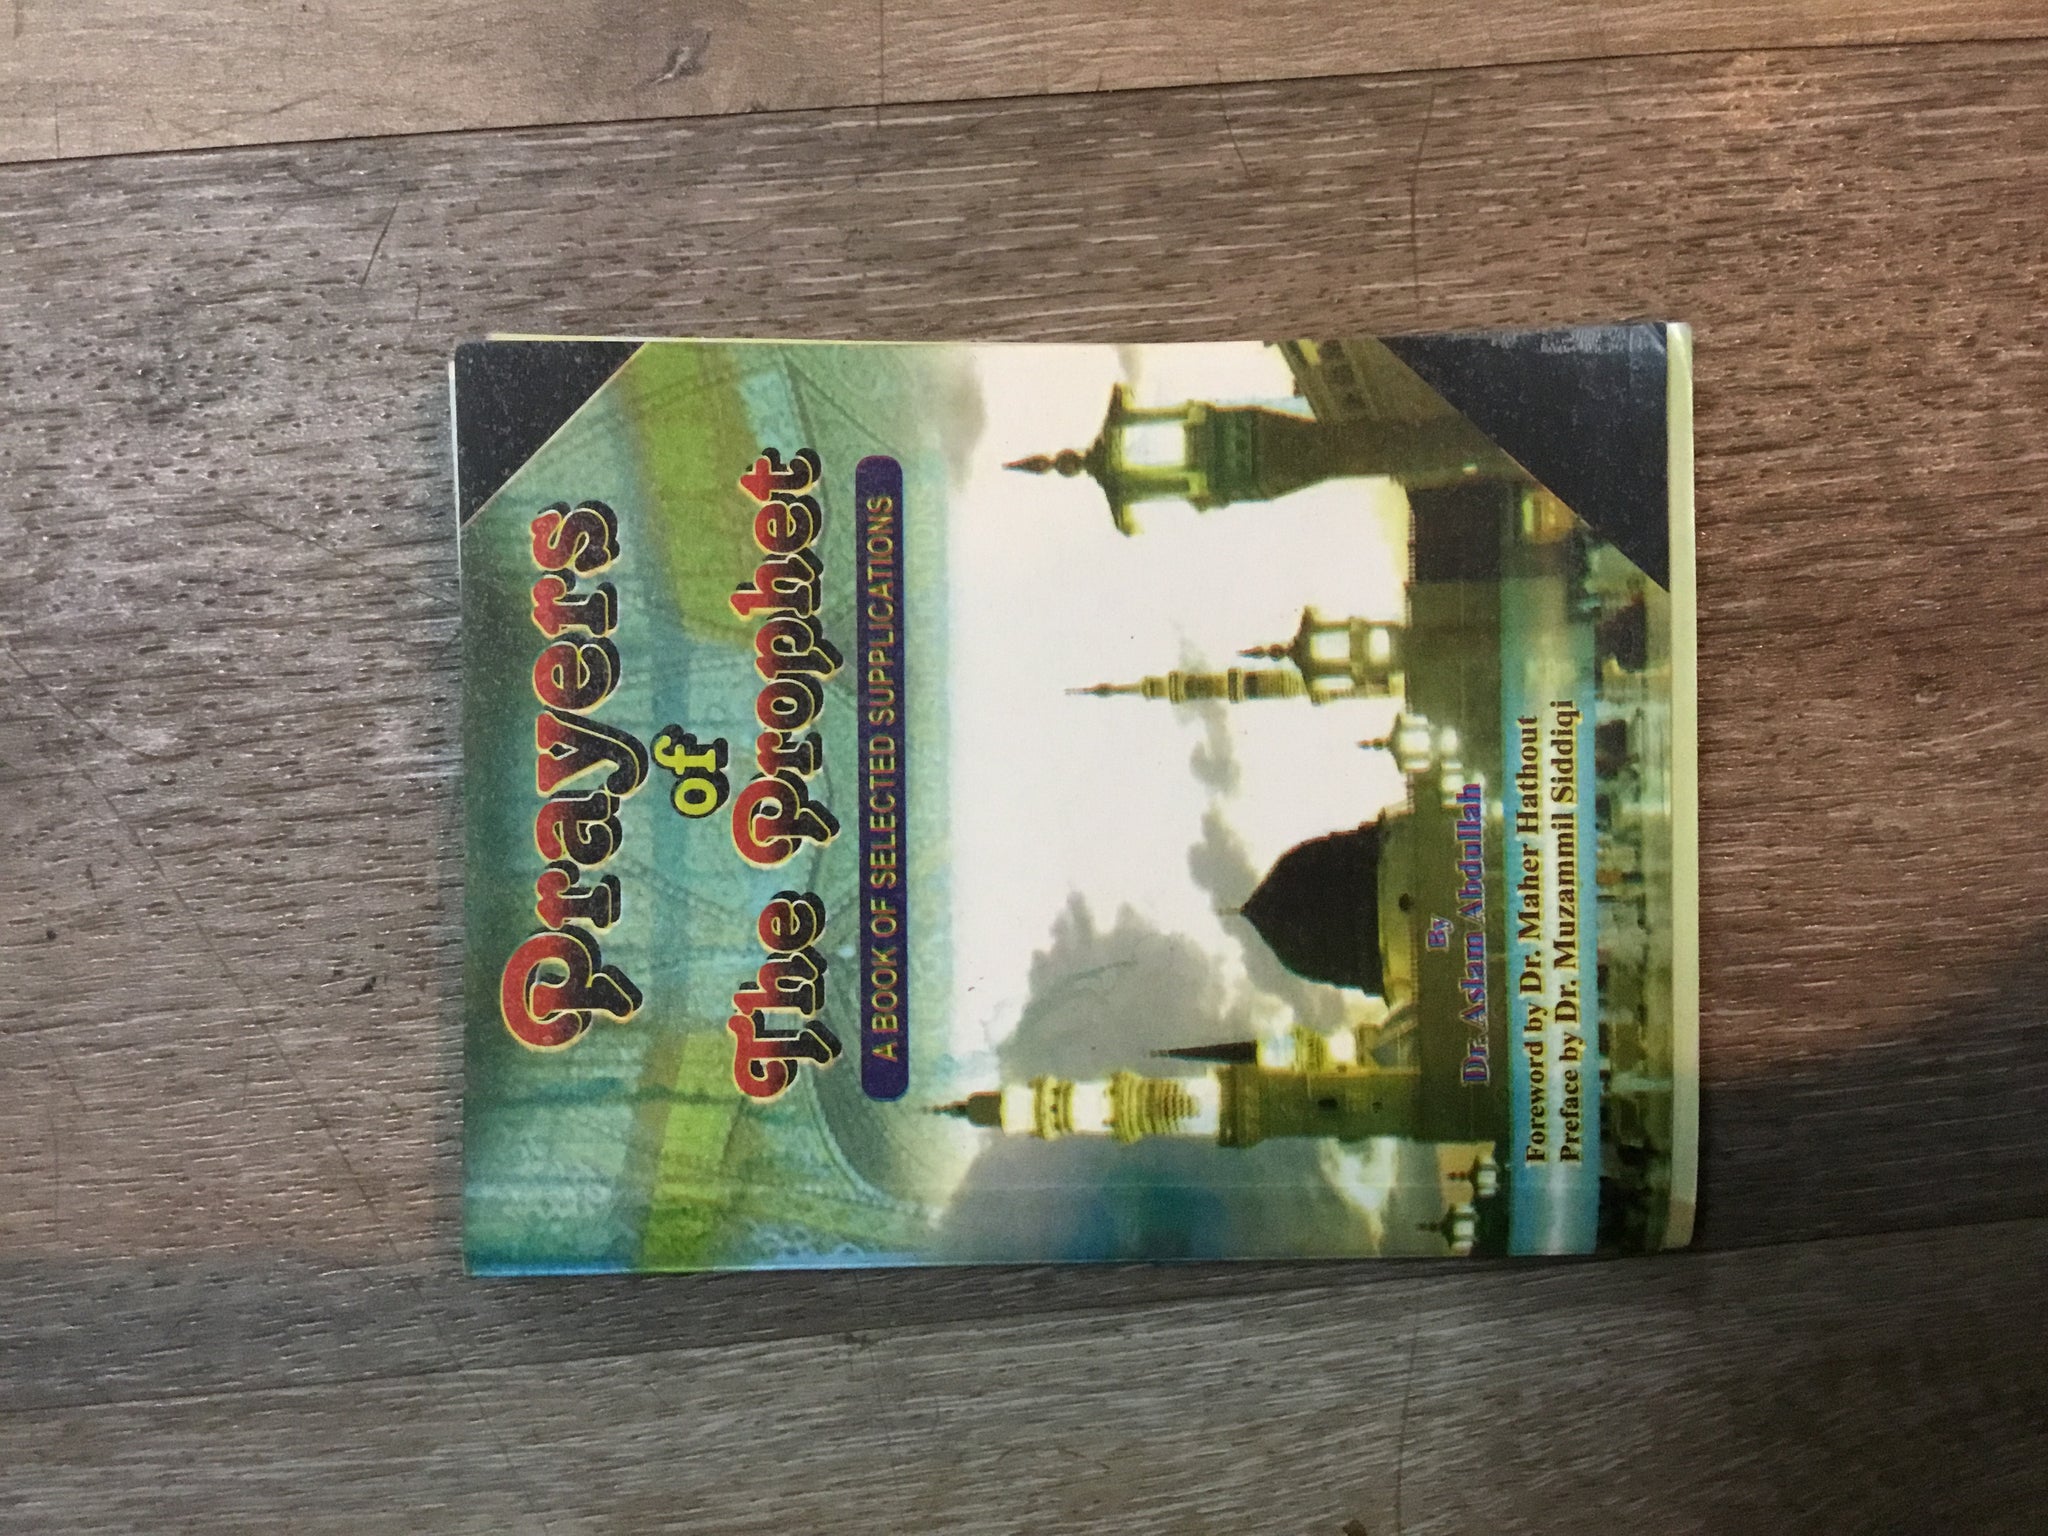 Prayers
of
The Prophet
A BOOK OF SELECTED SUPPLICATIONS
By
Dr. Aslam Abdullah
Foreword by Dr. Maher Hathout
Preface by Dr. Muzammil Siddiqi